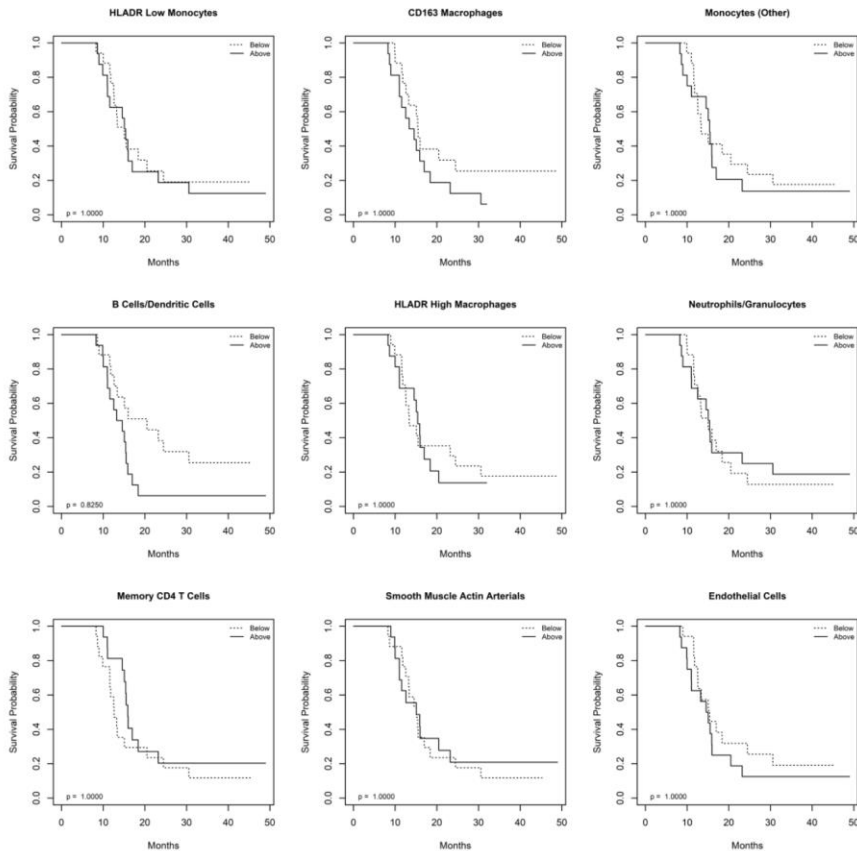 HLADR Low Monocytes
Below
Above
Survival Probability
1.0
0.8
0.6
0.4
0.2
0.0
p = 1.0000
0 10 20 30 40 50
Months
CD163 Macrophages
Below
Above
Survival Probability
1.0
0.8
0.6
0.4
0.2
0.0
p = 1.0000
0 10 20 30 40 50
Months
Monocytes (Other)
Below
Above
Survival Probability
1.0
0.8
0.6
0.4
0.2
0.0
p = 1.0000
0 10 20 30 40 50
Months
B Cells/Dendritic Cells
Below
Above
Survival Probability
1.0
0.8
0.6
0.4
0.2
0.0
p = 0.8250
0 10 20 30 40 50
Months
HLADR High Macrophages
Below
Above
Survival Probability
1.0
0.8
0.6
0.4
0.2
0.0
p = 1.0000
0 10 20 30 40 50
Months
Neutrophils/Granulocytes
Below
Above
Survival Probability
1.0
0.8
0.6
0.4
0.2
0.0
p = 1.0000
0 10 20 30 40 50
Months
Memory CD4 T Cells
Below
Above
Survival Probability
1.0
0.8
0.6
0.4
0.2
0.0
p = 1.0000
0 10 20 30 40 50
Months
Smooth Muscle Actin Arterials
Below
Above
Survival Probability
1.0
0.8
0.6
0.4
0.2
0.0
p = 1.0000
0 10 20 30 40 50
Months
Endothelial Cells
Below
Above
Survival Probability
1.0
0.8
0.6
0.4
0.2
0.0
p = 1.0000
0 10 20 30 40 50
Months